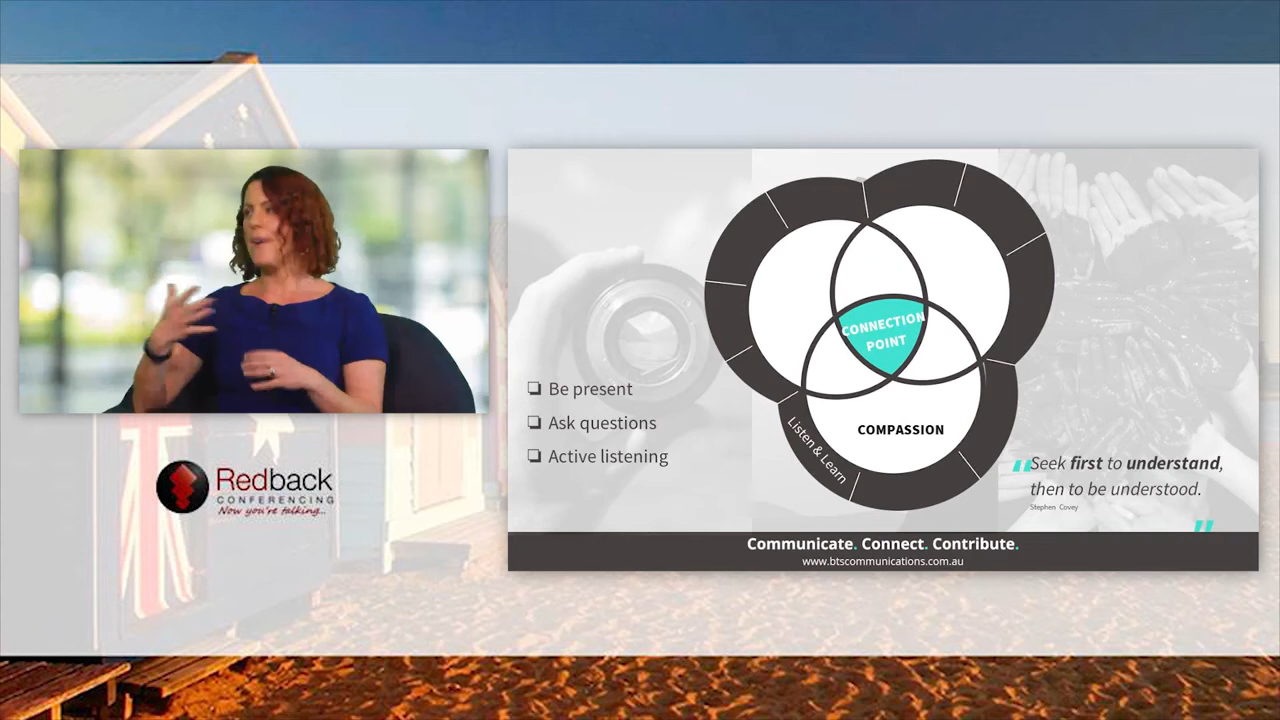 CONNECTION
POINT
Be present
Ask questions
Active listening
COMPASSION
Listen & Learn
"Seek first to understand,
then to be understood."
Stephen Covey
Redback
CONFERENCING
Now you're talking...
Communicate. Connect. Contribute.
www.btscommunications.com.au